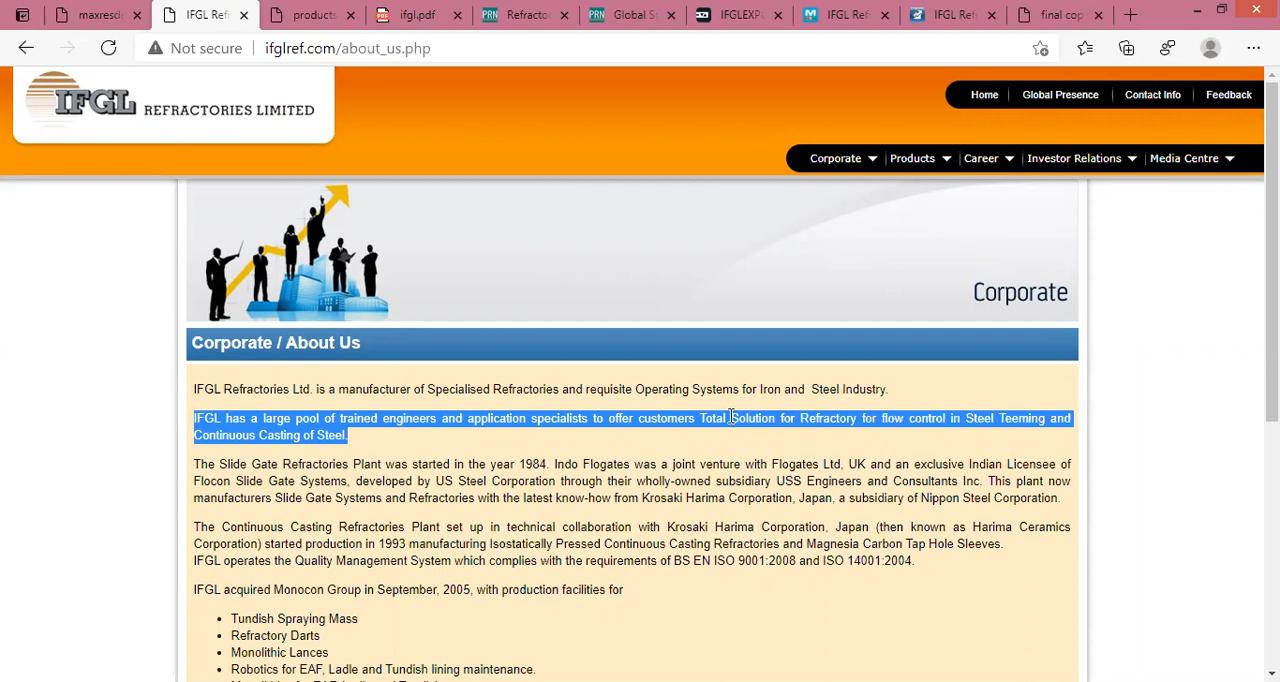 maxresd
IFGL Refr
products
ifgl.pdf
Refractor
Global St
IFGLEXPO
IFGL Refr
IFGL Refr
final cop
Not secure
ifglref.com/about_us.php
IFGL REFRACTORIES LIMITED
Home
Global Presence
Contact Info
Feedback
Corporate
Products
Career
Investor Relations
Media Centre
Corporate
Corporate / About Us
IFGL Refractories Ltd. is a manufacturer of Specialised Refractories and requisite Operating Systems for Iron and Steel Industry.
IFGL has a large pool of trained engineers and application specialists to offer customers Total Solution for Refractory for flow control in Steel Teeming and
Continuous Casting of Steel.
The Slide Gate Refractories Plant was started in the year 1984. Indo Flogates was a joint venture with Flogates Ltd, UK and an exclusive Indian Licensee of
Flocon Slide Gate Systems, developed by US Steel Corporation through their wholly-owned subsidiary USS Engineers and Consultants Inc. This plant now
manufacturers Slide Gate Systems and Refractories with the latest know-how from Krosaki Harima Corporation, Japan, a subsidiary of Nippon Steel Corporation.
The Continuous Casting Refractories Plant set up in technical collaboration with Krosaki Harima Corporation, Japan (then known as Harima Ceramics
Corporation) started production in 1993 manufacturing Isostatically Pressed Continuous Casting Refractories and Magnesia Carbon Tap Hole Sleeves.
IFGL operates the Quality Management System which complies with the requirements of BS EN ISO 9001:2008 and ISO 14001:2004.
IFGL acquired Monocon Group in September, 2005, with production facilities for
• Tundish Spraying Mass
• Refractory Darts
• Monolithic Lances
• Robotics for EAF, Ladle and Tundish lining maintenance.